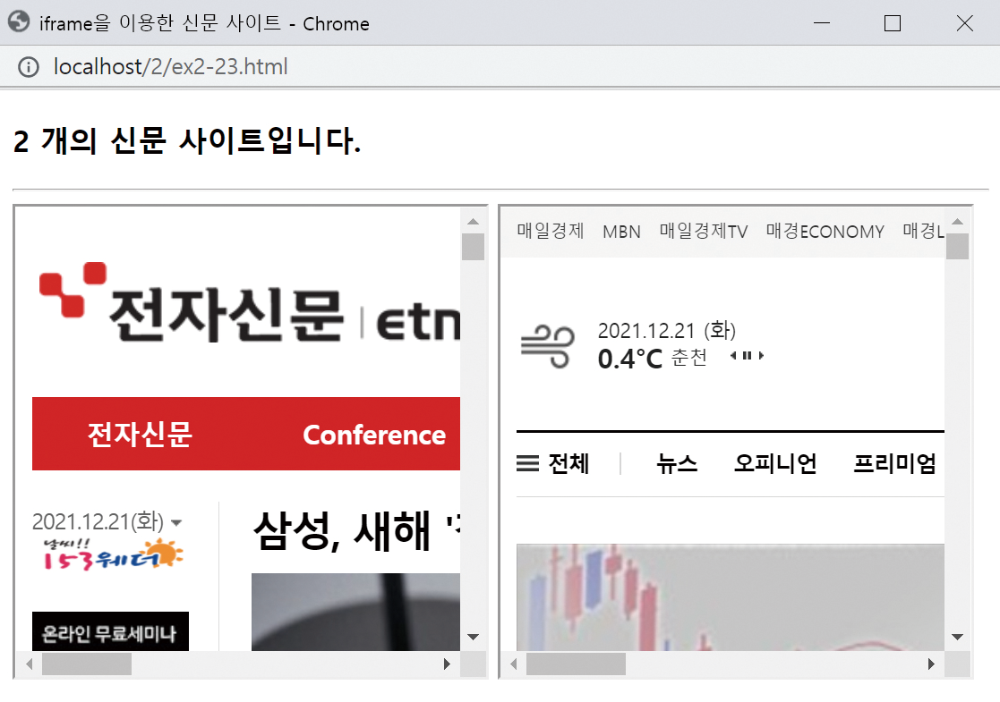 iframe을 이용한 신문 사이트 - Chrome
localhost/2/ex2-23.html
2 개의 신문 사이트입니다.
전자신문 | etn
전자신문 Conference
2021.12.21(화)
날씨!!
153웨더
삼성, 새해 '
온라인 무료세미나
매일경제 MBN 매일경제TV 매경ECONOMY 매경L
2021.12.21 (화)
0.4°C 춘천
전체 | 뉴스 오피니언 프리미엄